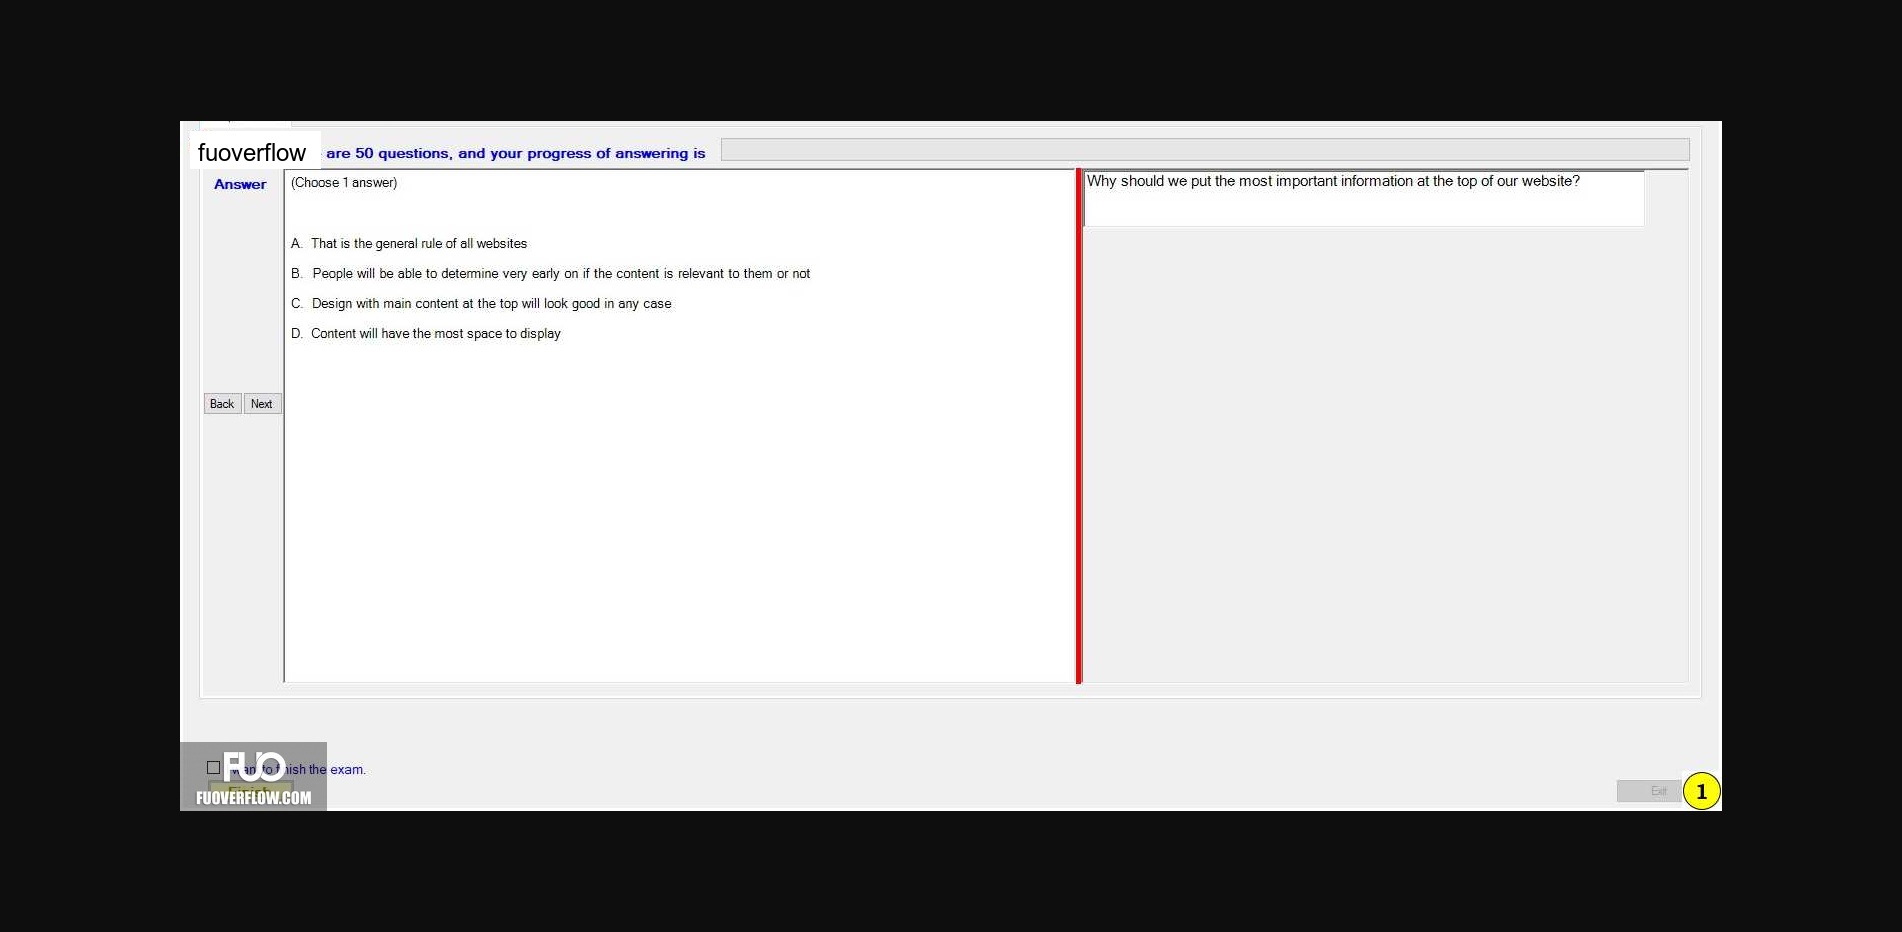 fuoverflow are 50 questions, and your progress of answering is
Answer
(Choose 1 answer)
A. That is the general rule of all websites
B. People will be able to determine very early on if the content is relevant to them or not
C. Design with main content at the top will look good in any case
D. Content will have the most space to display
Back Next
Why should we put the most important information at the top of our website?
FUO
want to finish the exam.
Finish
FUOVERFLOW.COM
Exit
1